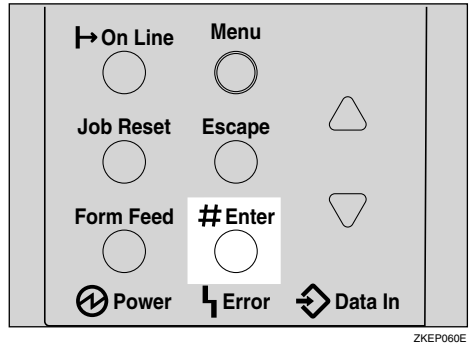 On Line Menu
Job Reset Escape
Form Feed # Enter
Power Error Data In
ZKEP060E